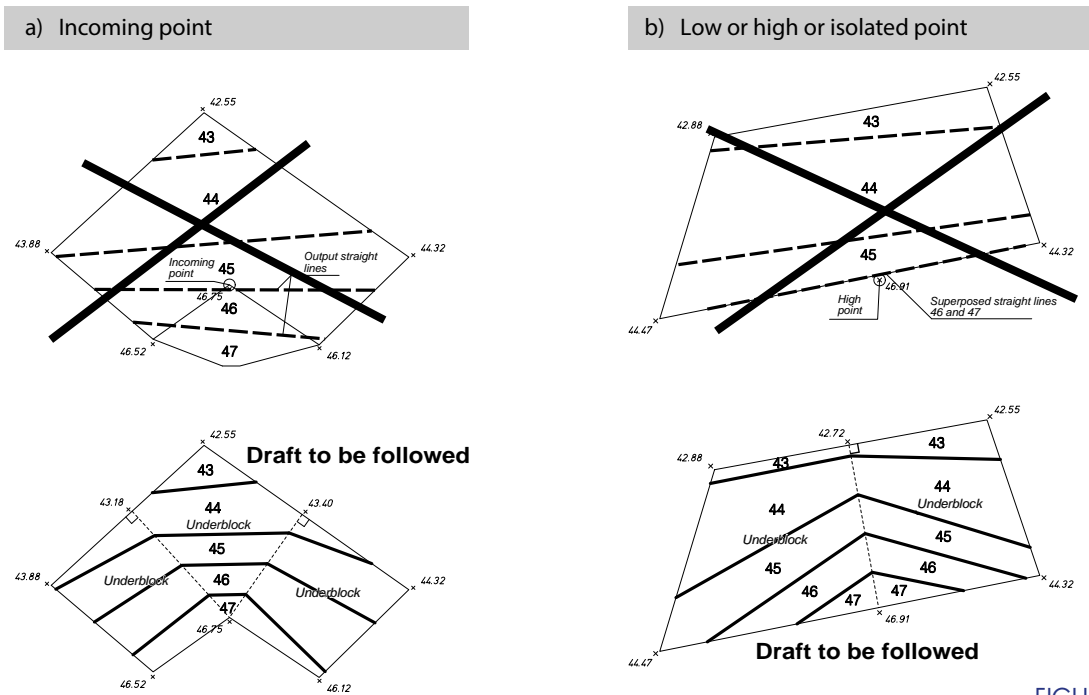 a) Incoming point
b) Low or high or isolated point
42.55
43
44
43.88
44.32
Incoming
point
45
Output straight
lines
46.75
46
46.52
47
46.12
42.55
42.88
43
44
45
44.32
High
point
46.91
Superposed straight lines
46 and 47
44.47
42.55
Draft to be followed
43
43.18
44
43.40
Underblock
45
43.88
Underblock
46
Underblock
44.32
47
46.75
46.52
46.12
42.55
42.72
43
42.88
43
44
44
Underblock
Underblock
45
45
46
46
47
47
44.32
46.91
44.47
Draft to be followed
FIGU